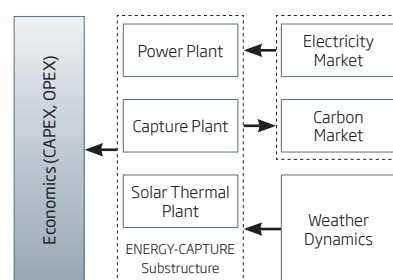 Economics (CAPEX, OPEX)
Power Plant
Capture Plant
Solar Thermal
Plant
ENERGY-CAPTURE
Substructure
Electricity
Market
Carbon
Market
Weather
Dynamics